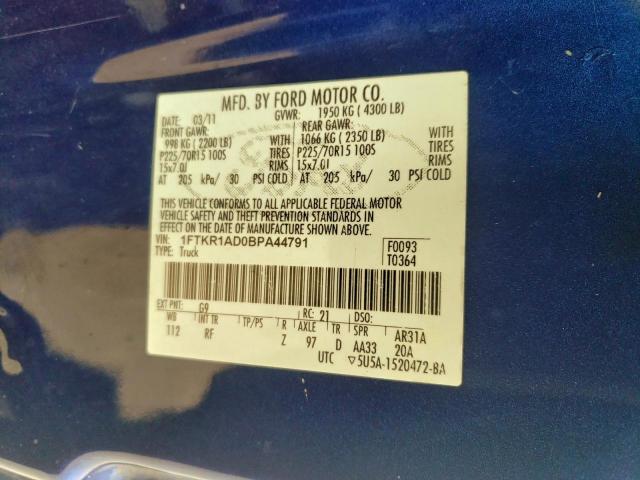 MFD. BY FORD MOTOR CO.
DATE: 03/11 GVWR: 1950 KG ( 4300 LB)
FRONT GAWR: REAR GAWR:
998 KG ( 2200 LB) WITH 1066 KG ( 2350 LB) WITH
P225/70R15 100S TIRES P225/70R15 100S TIRES
15x7.0J RIMS 15x7.0J RIMS
AT 205 kPa/ 30 PSI COLD AT 205 kPa/ 30 PSI COLD
THIS VEHICLE CONFORMS TO ALL APPLICABLE FEDERAL MOTOR
VEHICLE SAFETY AND THEFT PREVENTION STANDARDS IN
EFFECT ON THE DATE OF MANUFACTURE SHOWN ABOVE.
VIN: 1FTKR1AD0BPA44791 F0093
TYPE: Truck T0364
EXT PNT: G9 RC: 21 DSO:
WB INT TR TP/PS R AXLE TR SPR AR31A
112 RF Z 97 D AA33 20A
UTC ▽5U5A-1520472-BA